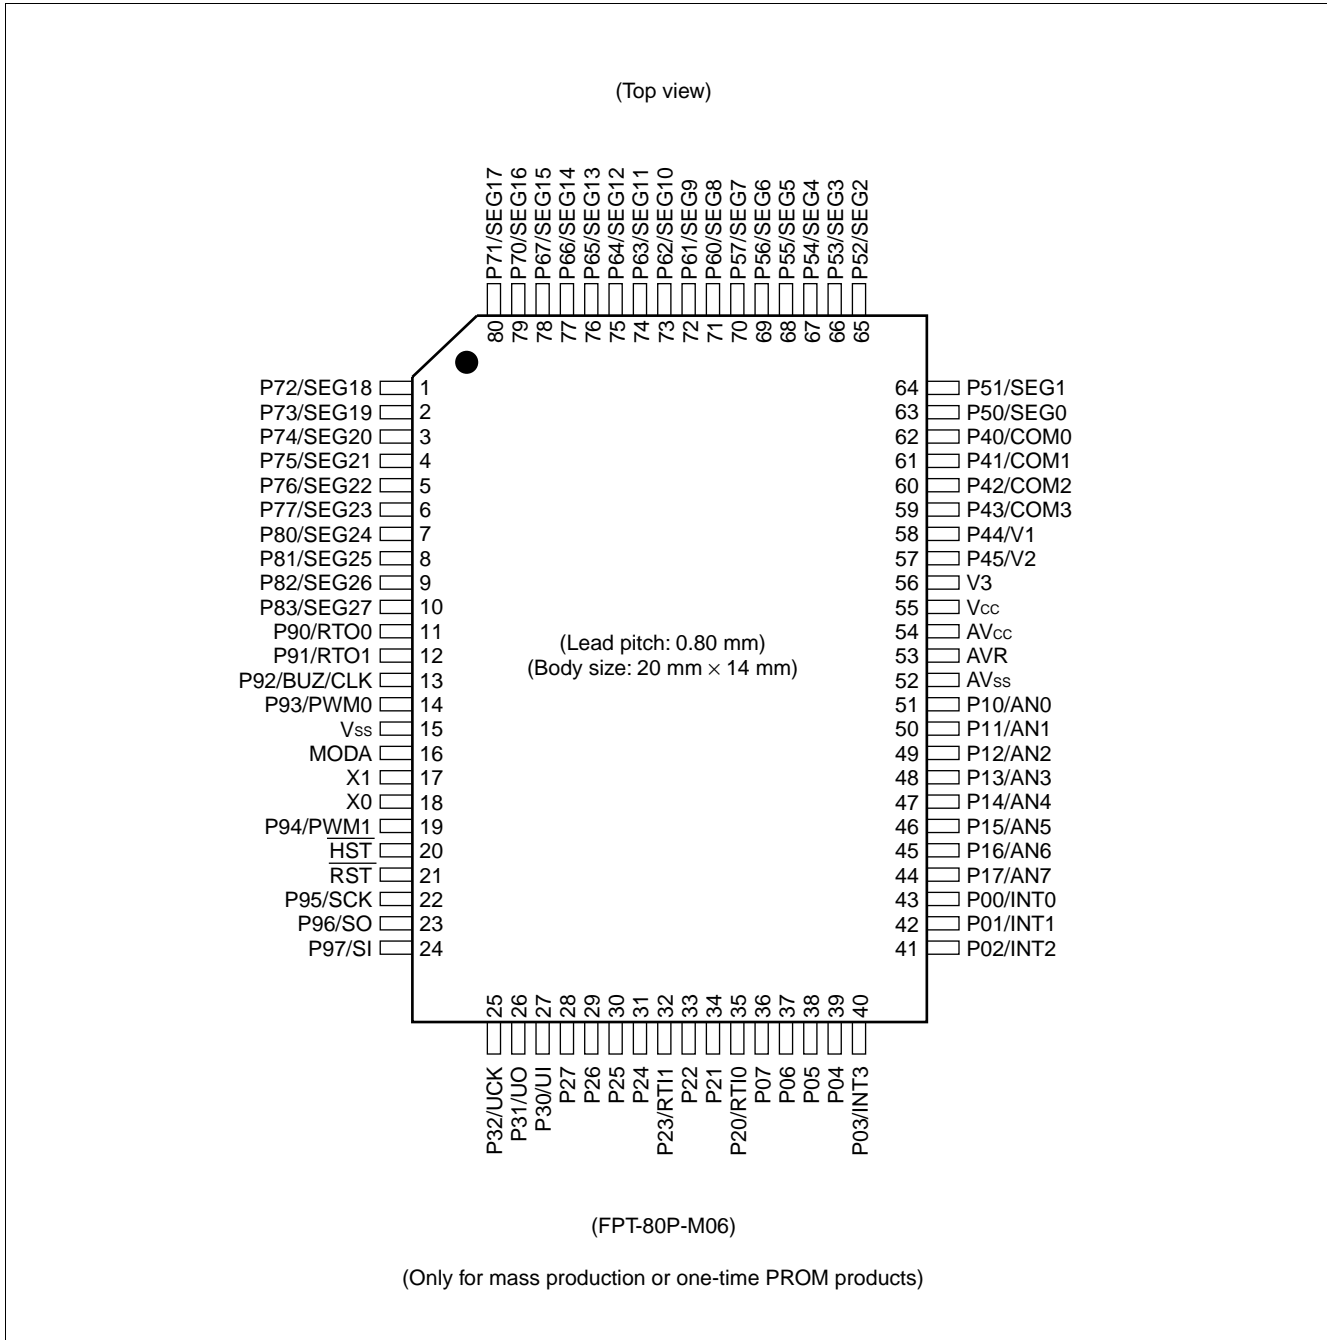 (Top view)
P71/SEG17
P70/SEG16
P67/SEG15
P66/SEG14
P65/SEG13
P64/SEG12
P63/SEG11
P62/SEG10
P61/SEG9
P60/SEG8
P57/SEG7
P56/SEG6
P55/SEG5
P54/SEG4
P53/SEG3
P52/SEG2
80 79 78 77 76 75 74 73 72 71 70 69 68 67 66 65
P72/SEG18 1
P73/SEG19 2
P74/SEG20 3
P75/SEG21 4
P76/SEG22 5
P77/SEG23 6
P80/SEG24 7
P81/SEG25 8
P82/SEG26 9
P83/SEG27 10
P90/RTO0 11
P91/RTO1 12
P92/BUZ/CLK 13
P93/PWM0 14
Vss 15
MODA 16
X1 17
X0 18
P94/PWM1 19
HST 20
RST 21
P95/SCK 22
P96/SO 23
P97/SI 24
(Lead pitch: 0.80 mm)
(Body size: 20 mm × 14 mm)
64 P51/SEG1
63 P50/SEG0
62 P40/COM0
61 P41/COM1
60 P42/COM2
59 P43/COM3
58 P44/V1
57 P45/V2
56 V3
55 Vcc
54 AVcc
53 AVR
52 AVss
51 P10/AN0
50 P11/AN1
49 P12/AN2
48 P13/AN3
47 P14/AN4
46 P15/AN5
45 P16/AN6
44 P17/AN7
43 P00/INT0
42 P01/INT1
41 P02/INT2
25 26 27 28 29 30 31 32 33 34 35 36 37 38 39 40
P32/UCK
P31/UO
P30/UI
P27
P26
P25
P24
P23/RTI1
P22
P21
P20/RTI0
P07
P06
P05
P04
P03/INT3
(FPT-80P-M06)
(Only for mass production or one-time PROM products)